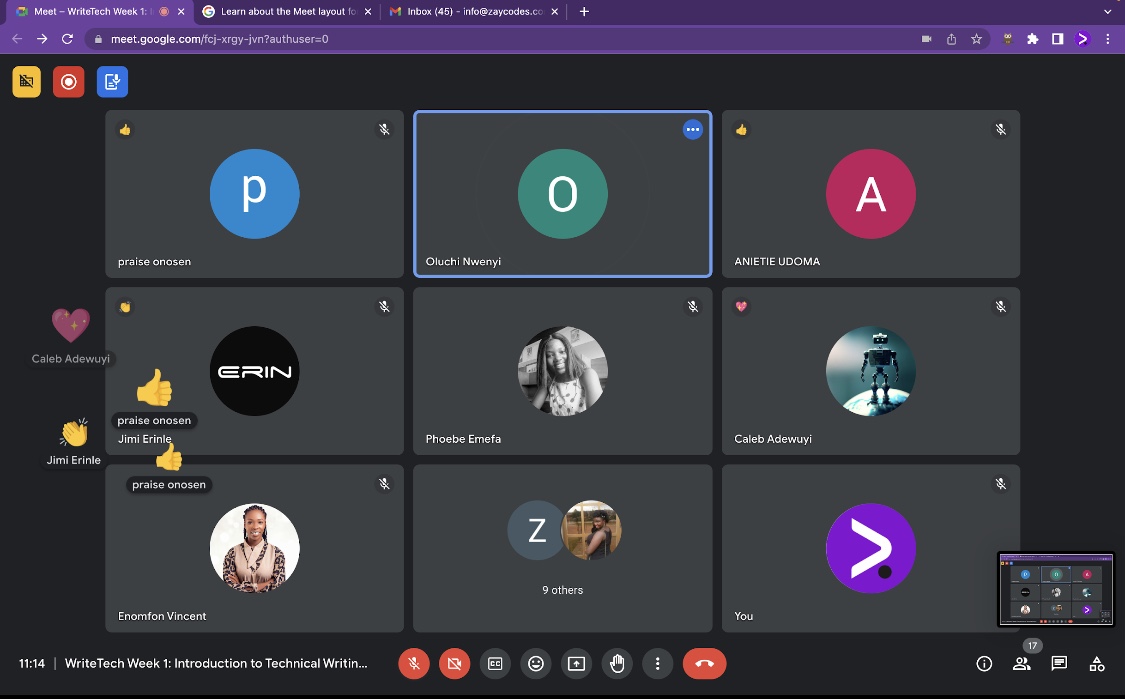 Meet – WriteTech Week 1: I
Learn about the Meet layout fo
Inbox (45) - info@zaycodes.co
meet.google.com/fcj-xrgy-jvn?authuser=0
p
praise onosen
O
Oluchi Nwenyi
A
ANIETIE UDOMA
Caleb Adewuyi
ERIN
praise onosen
Jimi Erinle
Phoebe Emefa
Caleb Adewuyi
Jimi Erinle
praise onosen
Enomfon Vincent
Z
9 others
You
11:14 | WriteTech Week 1: Introduction to Technical Writin...
CC
17